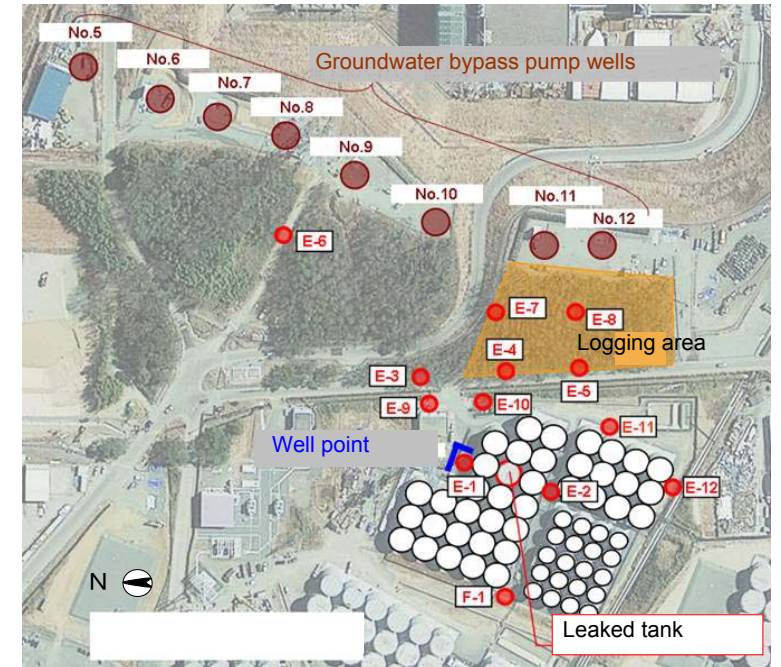 No.5
No.6
No.7
Groundwater bypass pump wells
No.8
No.9
No.10
No.11
No.12
E-6
E-7
E-8
Logging area
E-4
E-3
E-5
E-9
E-10
E-11
Well point
E-1
E-2
E-12
N
F-1
Leaked tank